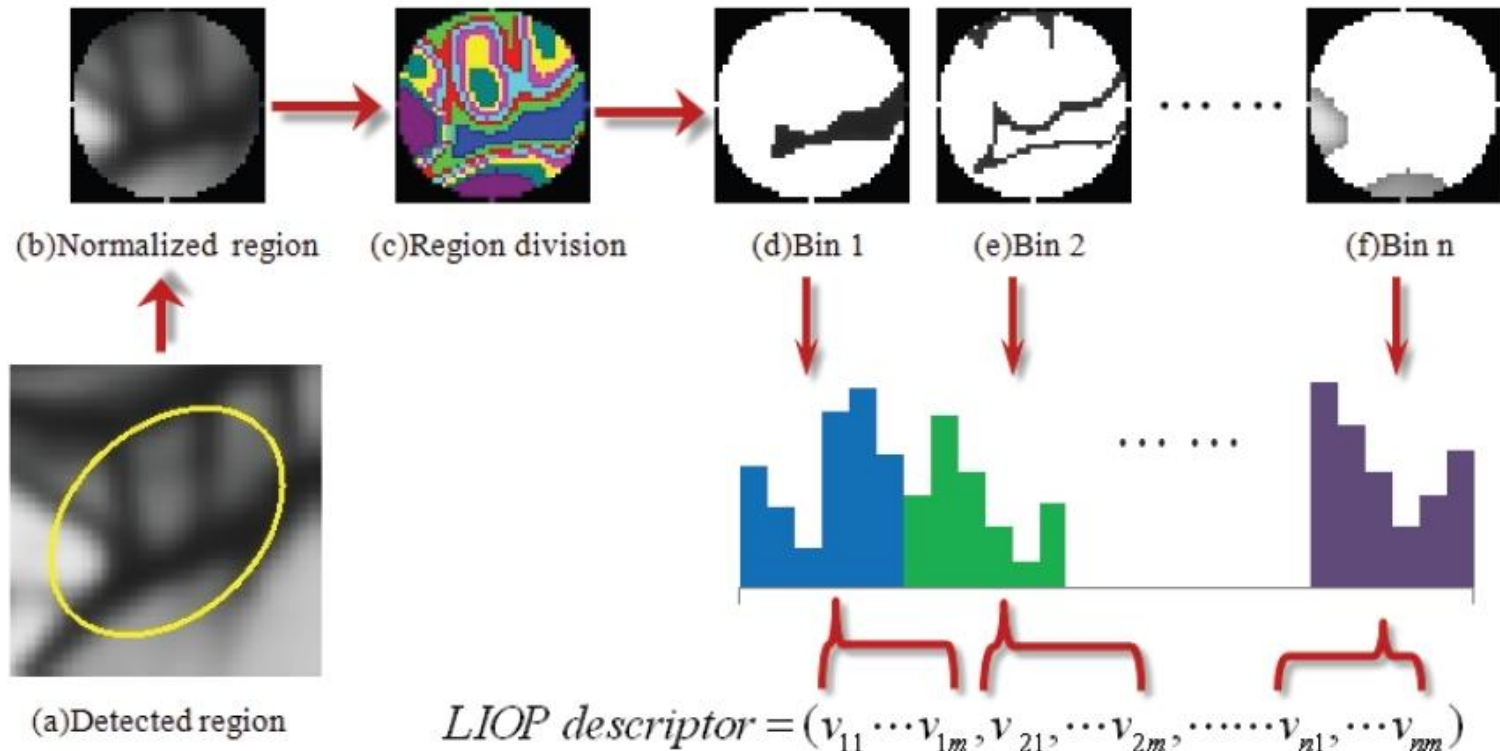 (b)Normalized region
(c)Region division
(d)Bin 1
(e)Bin 2
(f)Bin n
... ...
... ...
(a)Detected region
LIOP descriptor = (v11 ... v1m, v21, ... v2m, ...... vn1, ... vnm)